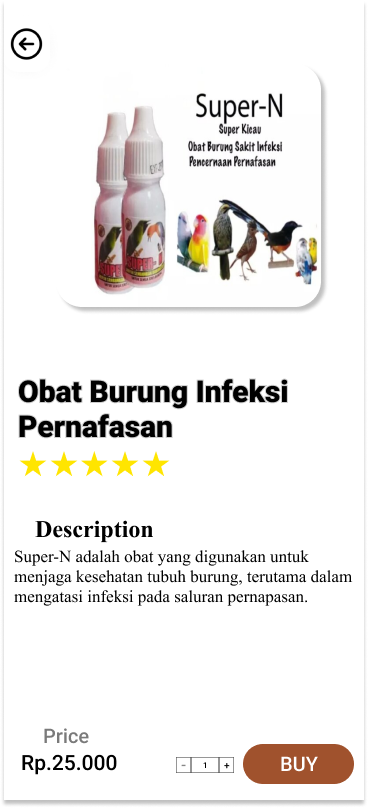 Super-N
Super Kicau
Obat Burung Sakit Infeksi
Pencernaan Pernafasan
SUPER-N
Obat Burung Infeksi
Pernafasan
Description
Super-N adalah obat yang digunakan untuk
menjaga kesehatan tubuh burung, terutama dalam
mengatasi infeksi pada saluran pernapasan.
Price
Rp.25.000
- 1 +
BUY